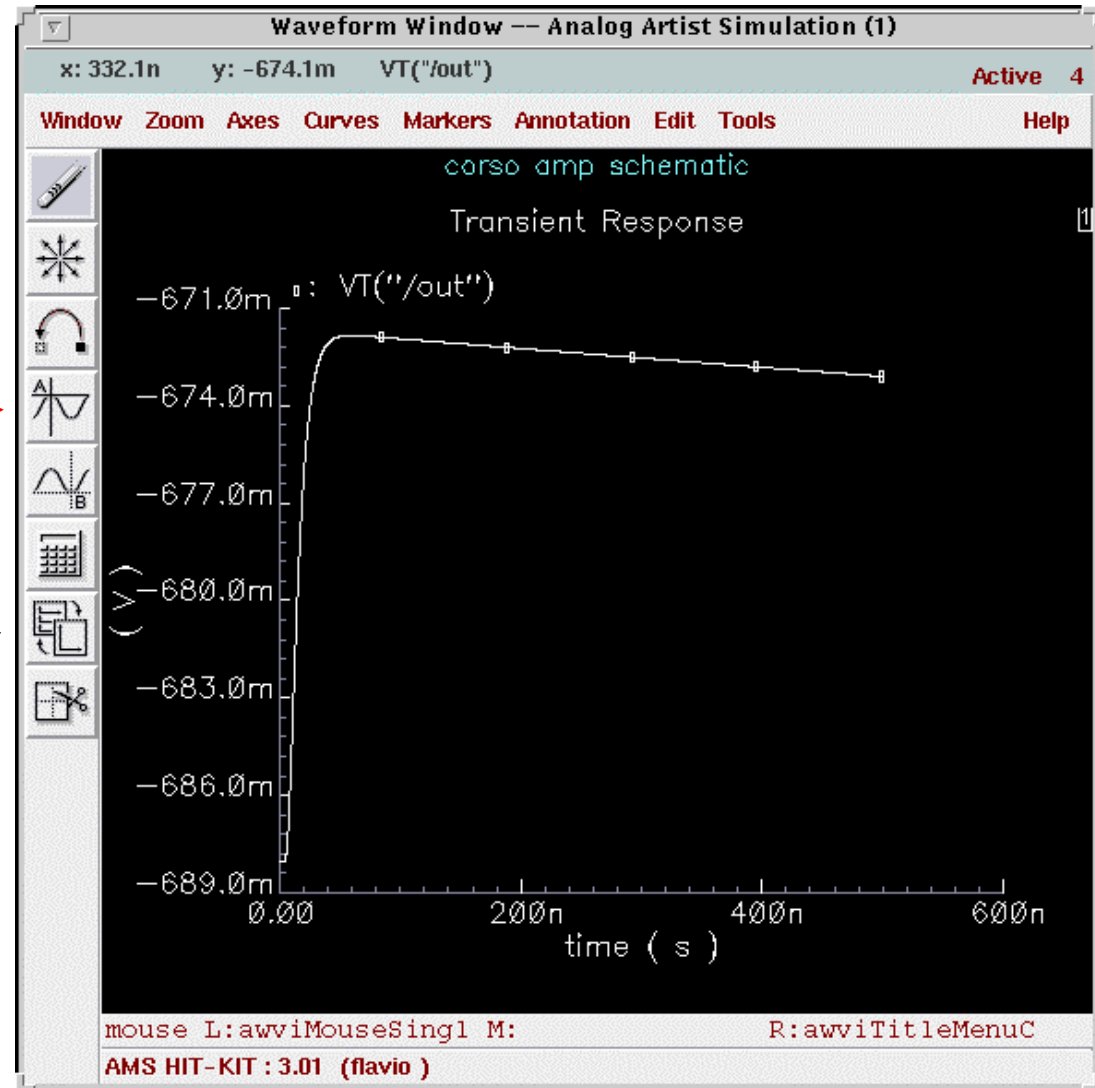 Waveform Window -- Analog Artist Simulation (1)
x: 332.1n y: -674.1m VT("/out") Active 4
Window Zoom Axes Curves Markers Annotation Edit Tools Help
corso amp schematic
Transient Response
1
: VT("/out")
-671.0m
-674.0m
-677.0m
-680.0m
-683.0m
-686.0m
-689.0m
( V )
0.00 200n 400n 600n
time ( s )
A
B
mouse L:awviMouseSingl M: R:awviTitleMenuC
AMS HIT-KIT : 3.01 (flavio )